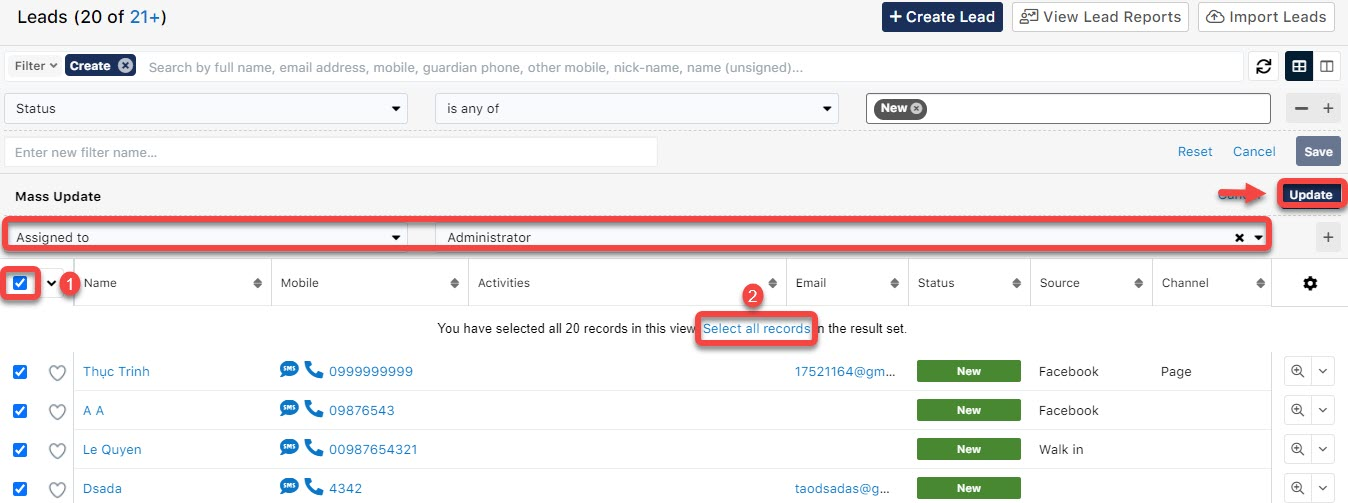 Leads (20 of 21+)
Create Lead
View Lead Reports
Import Leads
Filter
Create
Search by full name, email address, mobile, guardian phone, other mobile, nick-name, name (unsigned)...
Status
is any of
New
Enter new filter name...
Reset
Cancel
Save
Mass Update
Cancel
Update
Assigned to
Administrator
1
Name
Mobile
Activities
Email
Status
Source
Channel
2
You have selected all 20 records in this view. Select all records in the result set.
Thục Trinh
SMS
0999999999
17521164@gm...
New
Facebook
Page
A A
SMS
09876543
New
Facebook
Le Quyen
SMS
00987654321
New
Walk in
Dsada
SMS
4342
taodsadas@g...
New